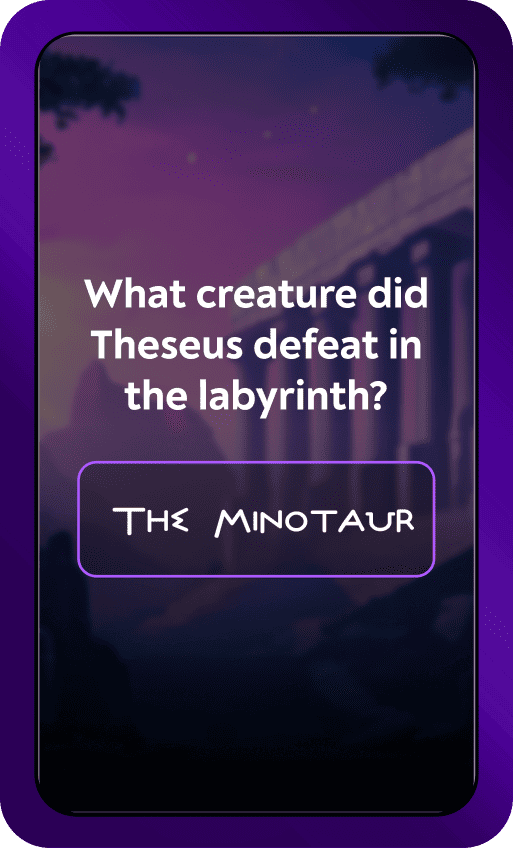 What creature did
Theseus defeat in
the labyrinth?
THE MINOTAUR